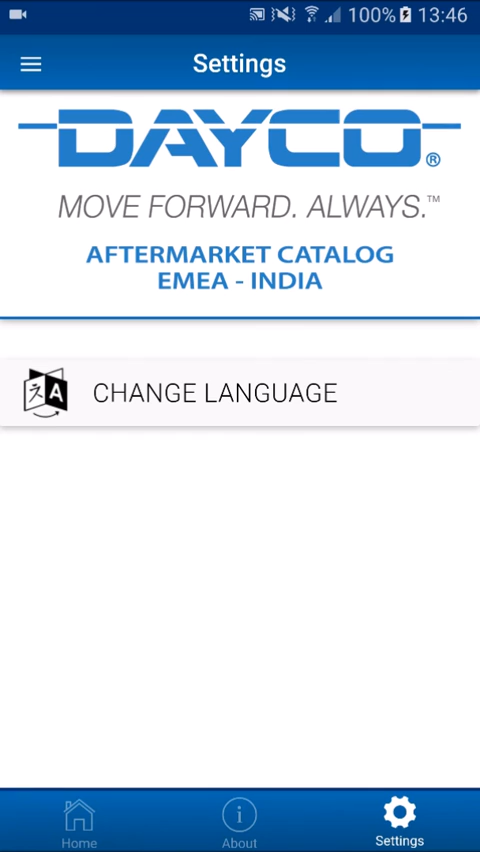 100% 13:46
Settings
DAYCO®
MOVE FORWARD. ALWAYS.™
AFTERMARKET CATALOG
EMEA - INDIA
A CHANGE LANGUAGE
Home About Settings